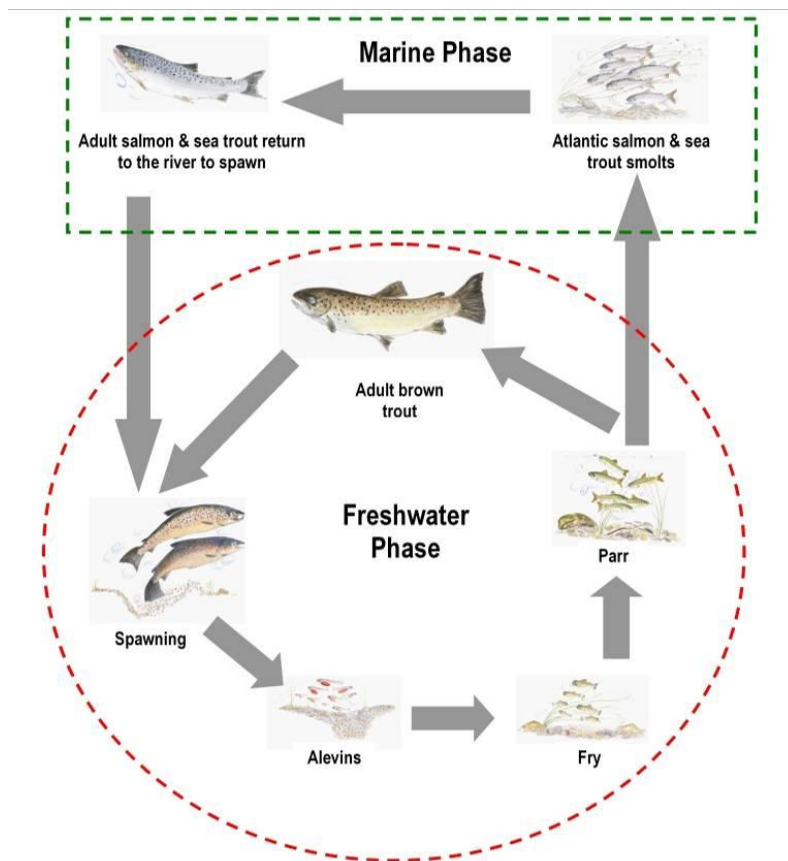 Marine Phase
Adult salmon & sea trout return
to the river to spawn
Atlantic salmon & sea
trout smolts
Adult brown
trout
Freshwater
Phase
Parr
Spawning
Alevins
Fry